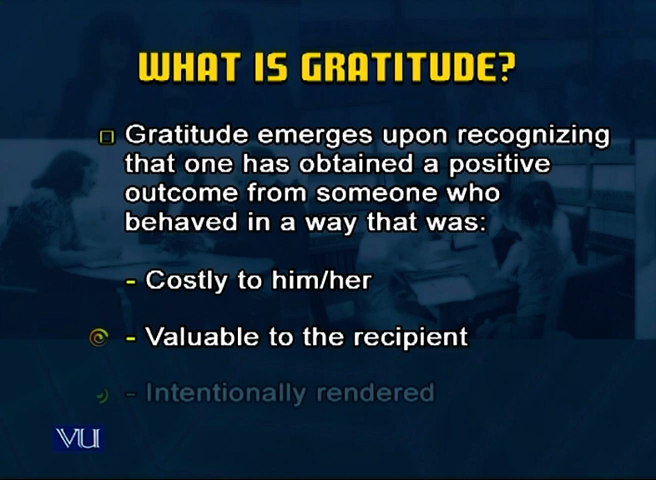 WHAT IS GRATITUDE?
Gratitude emerges upon recognizing
that one has obtained a positive
outcome from someone who
behaved in a way that was:
- Costly to him/her
- Valuable to the recipient
- Intentionally rendered
VU